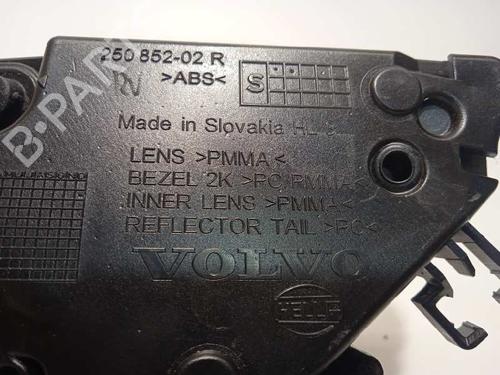 250 852-02 R
>ABS<
S
Made in Slovakia
LENS >PMMA<
BEZEL 2K >PC/PMMA<
INNER LENS >PMMA<
REFLECTOR TAIL >PC<
VOLVO
HELLA
B-PARTS